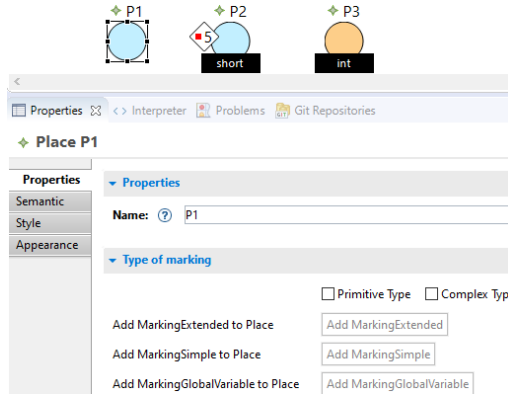 P1 P2 P3
5
short int
Properties Interpreter Problems Git Repositories
Place P1
Properties Properties
Semantic
Name: ? P1
Style
Appearance
Type of marking
Primitive Type Complex Typ
Add MarkingExtended to Place Add MarkingExtended
Add MarkingSimple to Place Add MarkingSimple
Add MarkingGlobalVariable to Place Add MarkingGlobalVariable